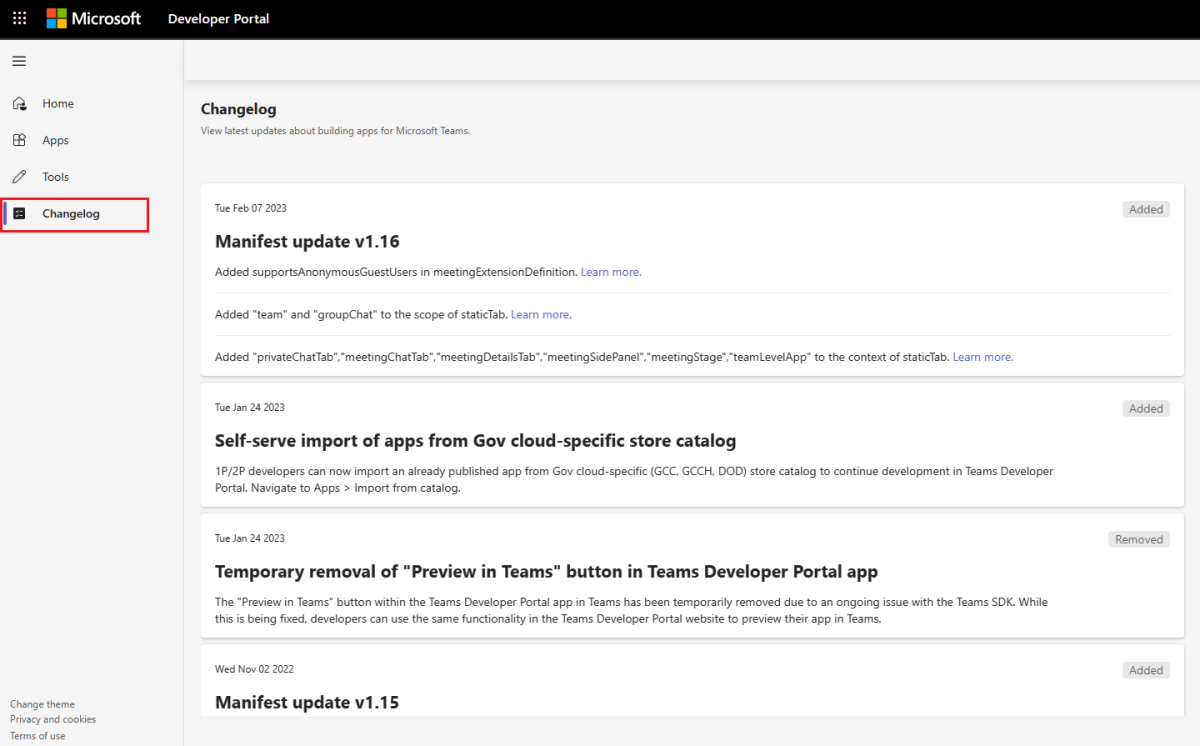 Microsoft Developer Portal
Home
Apps
Tools
Changelog
Changelog
View latest updates about building apps for Microsoft Teams.
Tue Feb 07 2023
Added
Manifest update v1.16
Added supportsAnonymousGuestUsers in meetingExtensionDefinition. Learn more.
Added "team" and "groupChat" to the scope of staticTab. Learn more.
Added "privateChatTab","meetingChatTab","meetingDetailsTab","meetingSidePanel","meetingStage","teamLevelApp" to the context of staticTab. Learn more.
Tue Jan 24 2023
Added
Self-serve import of apps from Gov cloud-specific store catalog
1P/2P developers can now import an already published app from Gov cloud-specific (GCC, GCCH, DOD) store catalog to continue development in Teams Developer
Portal. Navigate to Apps > Import from catalog.
Tue Jan 24 2023
Removed
Temporary removal of "Preview in Teams" button in Teams Developer Portal app
The "Preview in Teams" button within the Teams Developer Portal app in Teams has been temporarily removed due to an ongoing issue with the Teams SDK. While
this is being fixed, developers can use the same functionality in the Teams Developer Portal website to preview their app in Teams.
Wed Nov 02 2022
Added
Manifest update v1.15
Change theme
Privacy and cookies
Terms of use